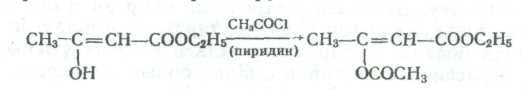 CH₃COCl
CH₃—C=CH—COOC₂H₅ ⟶ CH₃—C=CH—COOC₂H₅
(пиридин)
OH OCOCH₃